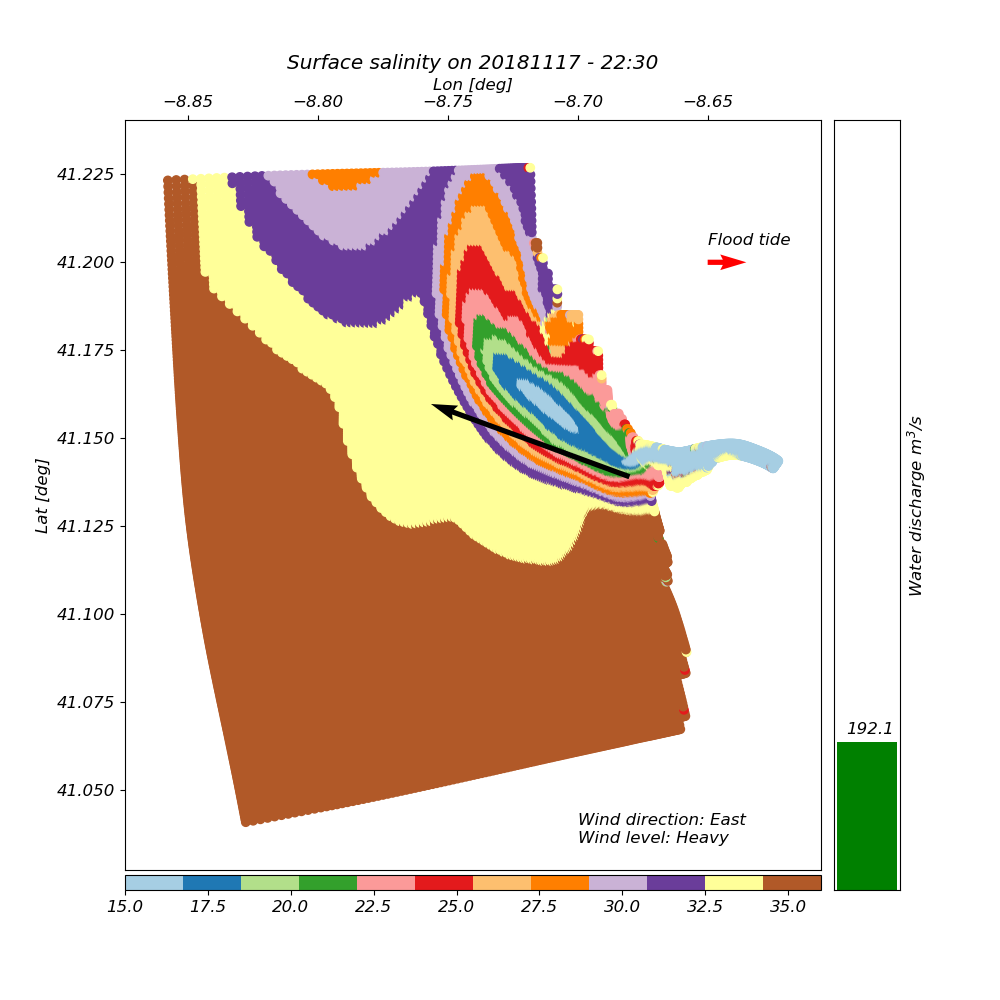 Surface salinity on 20181117 - 22:30
Lon [deg]
−8.85 −8.80 −8.75 −8.70 −8.65
41.225
41.200
41.175
41.150
41.125
41.100
41.075
41.050
Lat [deg]
Flood tide
Wind direction: East
Wind level: Heavy
192.1
Water discharge m³/s
15.0 17.5 20.0 22.5 25.0 27.5 30.0 32.5 35.0